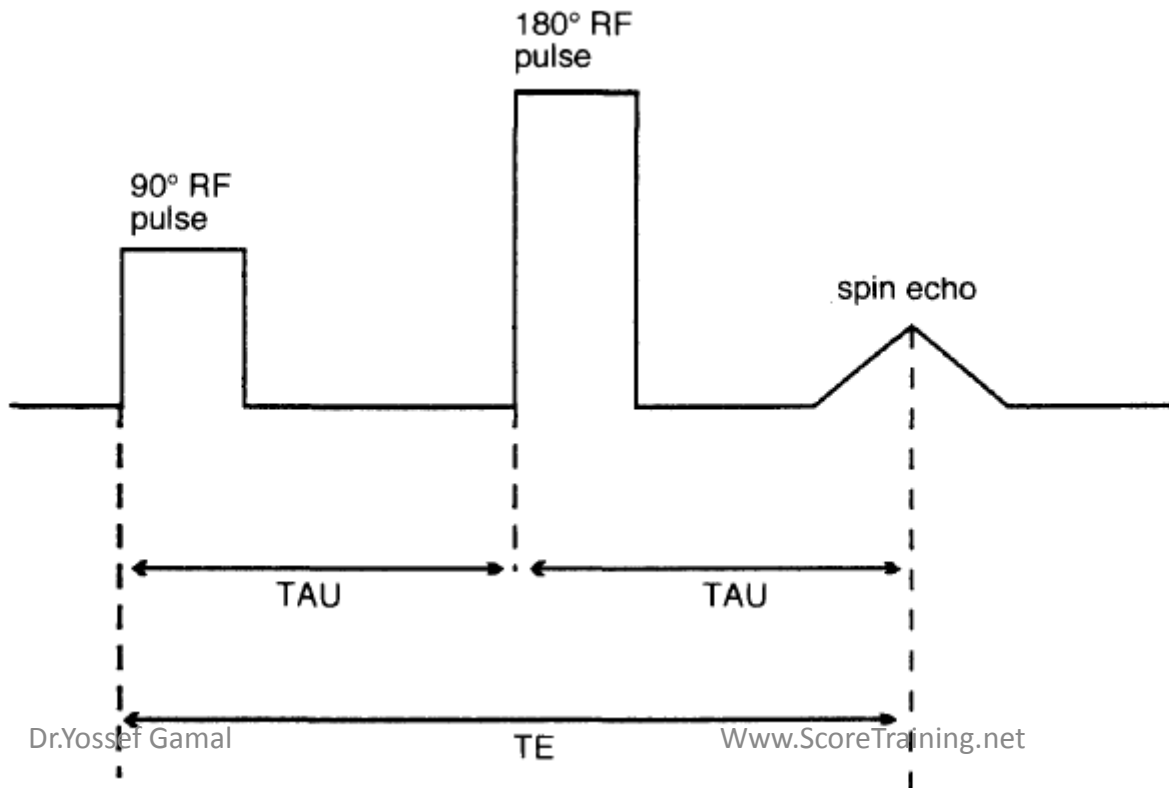 180° RF
pulse
90° RF
pulse
spin echo
TAU
TAU
Dr.Yossef Gamal
TE
Www.ScoreTraining.net